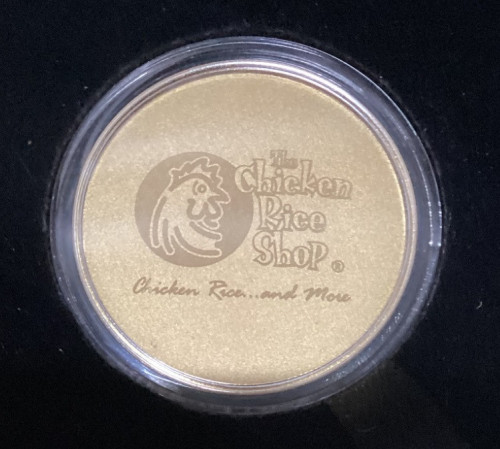 The
Chicken
Rice
Shop ®
Chicken Rice...and More